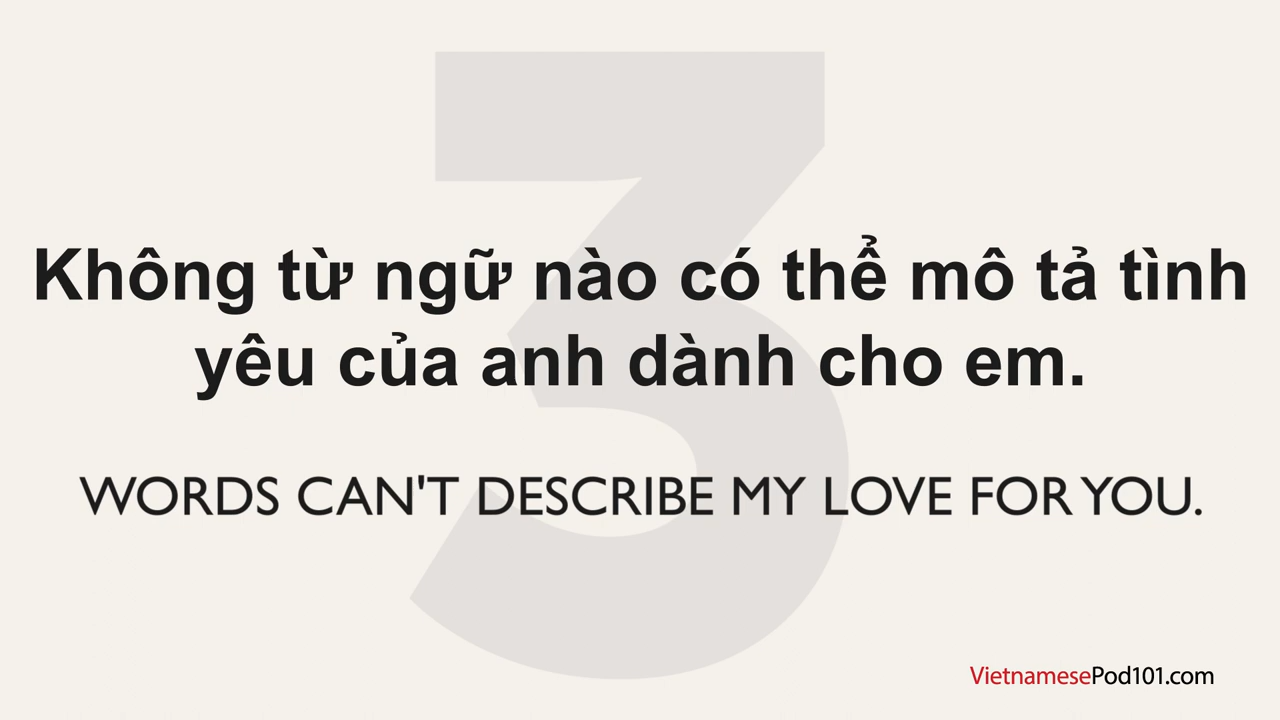 3
Không từ ngữ nào có thể mô tả tình
yêu của anh dành cho em.
WORDS CAN'T DESCRIBE MY LOVE FOR YOU.
VietnamesePod101.com